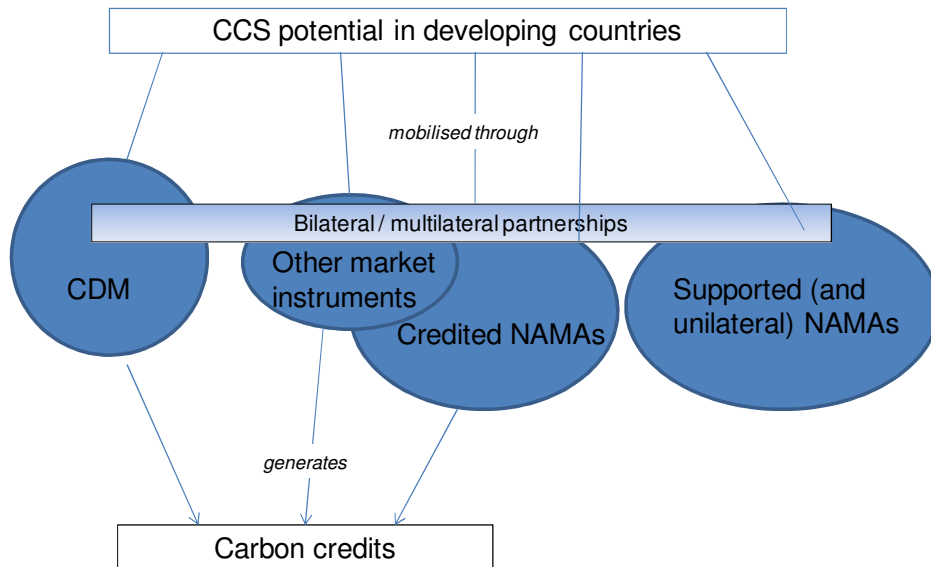 CCS potential in developing countries
mobilised through
Bilateral / multilateral partnerships
CDM
Other market
instruments
Credited NAMAs
Supported (and
unilateral) NAMAs
generates
Carbon credits